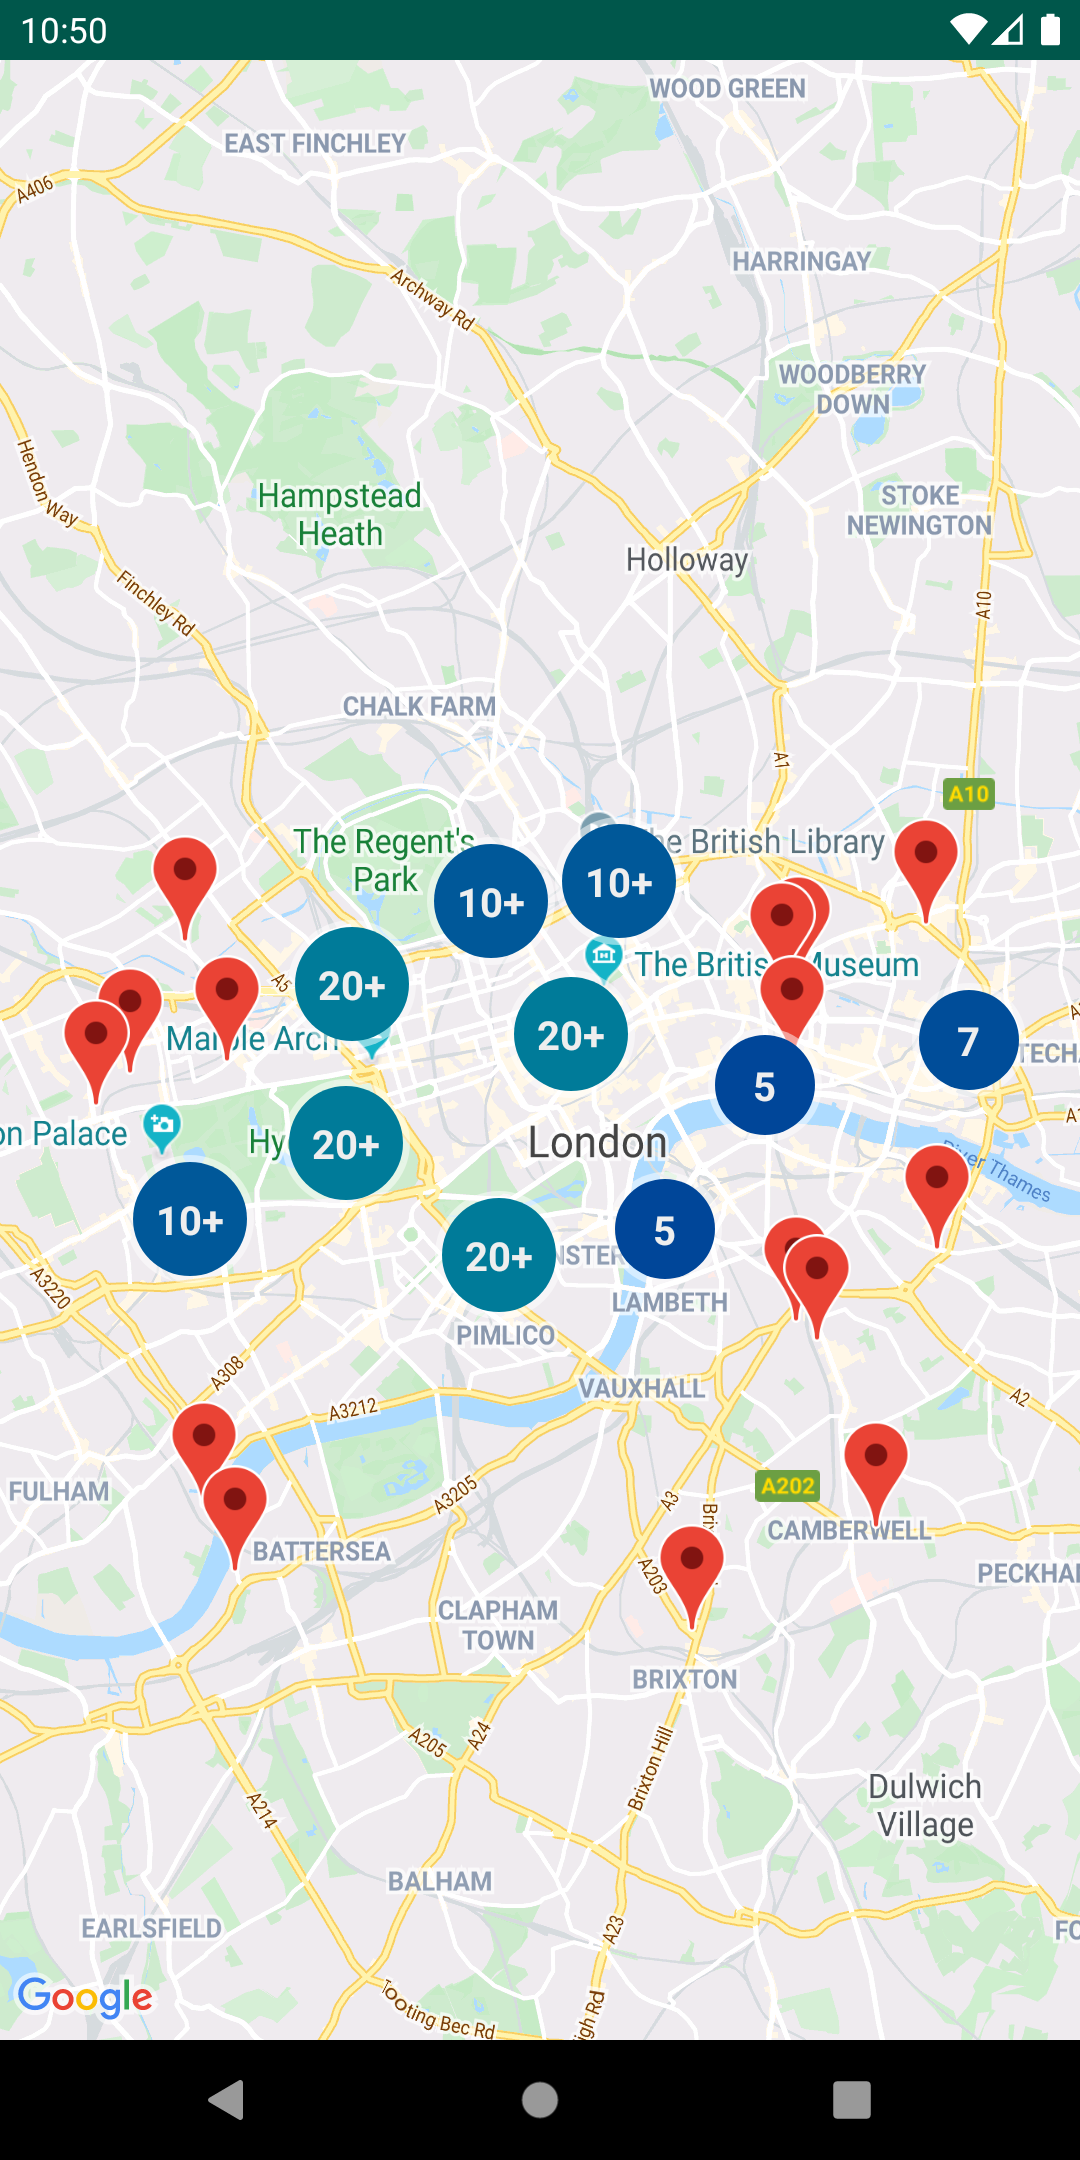 10:50
WOOD GREEN
EAST FINCHLEY
A406
HARRINGAY
Archway Rd
WOODBERRY
DOWN
Hendon Way
Hampstead
Heath
STOKE
NEWINGTON
Holloway
Finchley Rd
A10
CHALK FARM
A1
A10
The Regent's
Park
The British Library
10+
10+
20+
A5
The British Museum
Marble Arch
20+
7
5
on Palace
Hy
20+
London
River Thames
10+
20+
5
A3220
LAMBETH
PIMLICO
A308
VAUXHALL
A3212
A2
FULHAM
A3205
A3
A202
BATTERSEA
CAMBERWELL
A203
PECKHA
CLAPHAM
TOWN
BRIXTON
A205
A24
Brixton Hill
Dulwich
Village
A214
BALHAM
EARLSFIELD
A23
FO
Google
Tooting Bec Rd
igh Rd